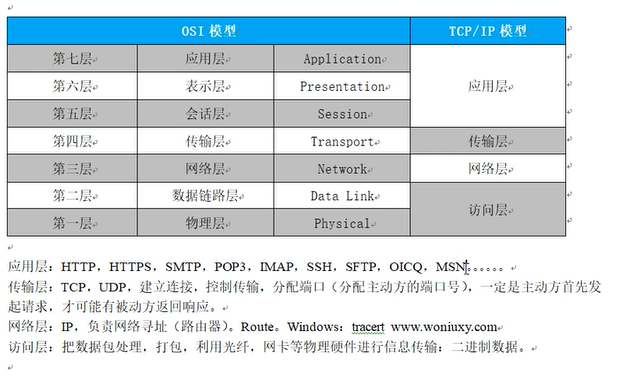 OSI 模型 TCP/IP 模型
第七层 应用层 Application
第六层 表示层 Presentation 应用层
第五层 会话层 Session
第四层 传输层 Transport 传输层
第三层 网络层 Network 网络层
第二层 数据链路层 Data Link 访问层
第一层 物理层 Physical
应用层：HTTP，HTTPS，SMTP，POP3，IMAP，SSH，SFTP，OICQ，MSN。。。。。。
传输层：TCP，UDP，建立连接，控制传输，分配端口（分配主动方的端口号），一定是主动方首先发
起请求，才可能有被动方返回响应。
网络层：IP，负责网络寻址（路由器）。Route。Windows：tracert www.woniuxy.com
访问层：把数据包处理，打包，利用光纤，网卡等物理硬件进行信息传输：二进制数据。